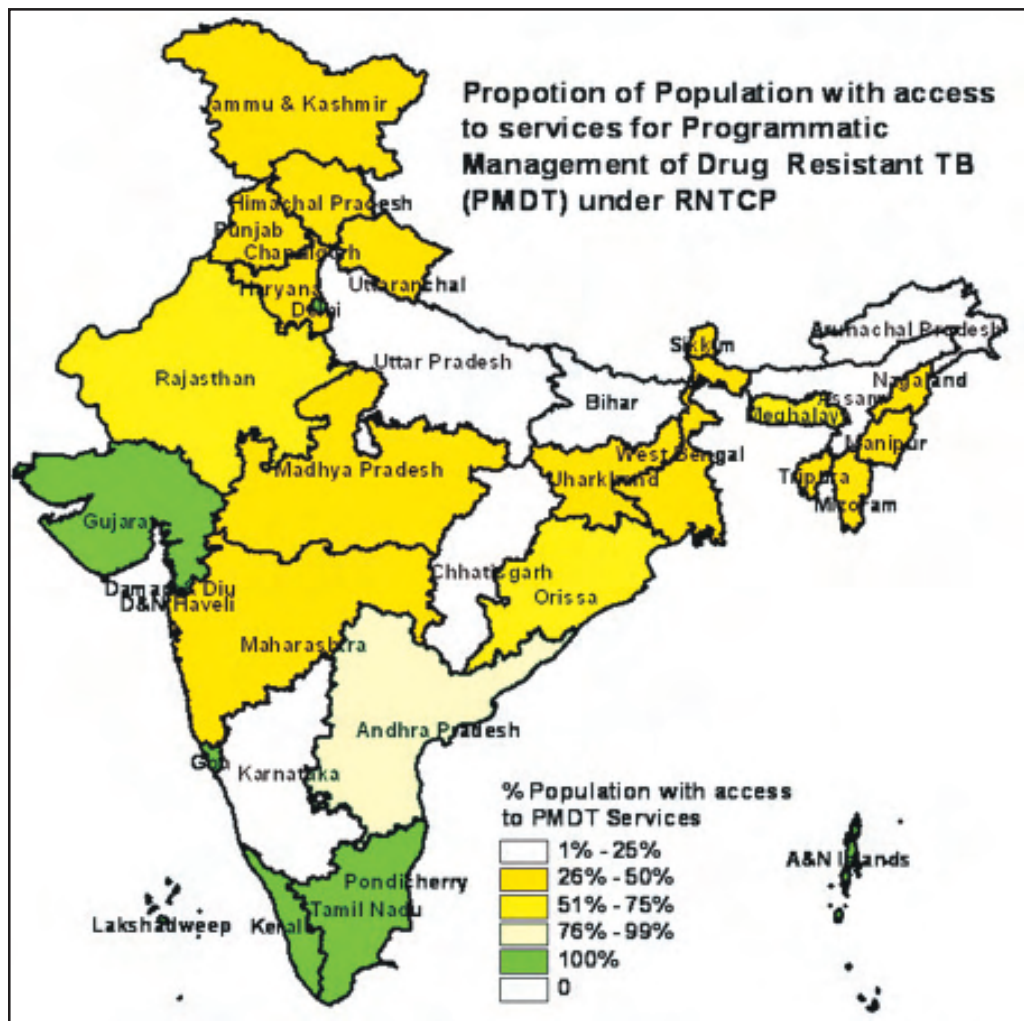 Propotion of Population with access
to services for Programmatic
Management of Drug Resistant TB
(PMDT) under RNTCP
ammu & Kashmir
Himachal Pradesh
Punjab
Chandigarh
Uttaranchal
Haryana
Delhi
Arunachal Pradesh
Sikkim
Uttar Pradesh
Rajasthan
Nagaland
Assam
Bihar
Meghalaya
Manipur
West Bengal
Madhya Pradesh
Uharkhand
Tripura
Mizoram
Gujarat
Chhatisgarh
Daman & Diu
Orissa
D&N Haveli
Maharashtra
Andhra Pradesh
Goa
Karnataka
% Population with access
to PMDT Services
1% - 25%
26% - 50%
51% - 75%
76% - 99%
100%
0
A&N Islands
Pondicherry
Tamil Nadu
Lakshadweep
Kerala